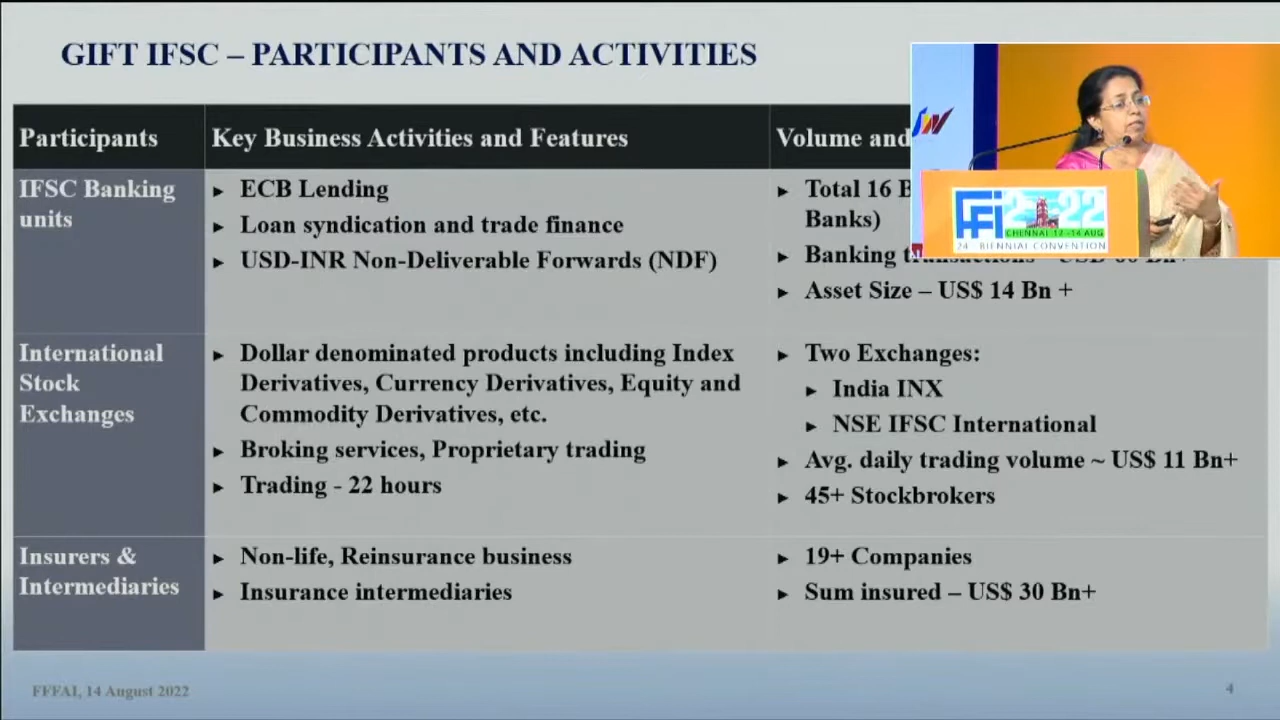 GIFT IFSC – PARTICIPANTS AND ACTIVITIES
Participants
Key Business Activities and Features
Volume and
IFSC Banking
units
► ECB Lending
► Loan syndication and trade finance
► USD-INR Non-Deliverable Forwards (NDF)
► Total 16 B
Banks)
► Banking
► Asset Size – US$ 14 Bn +
International
Stock
Exchanges
► Dollar denominated products including Index
Derivatives, Currency Derivatives, Equity and
Commodity Derivatives, etc.
► Broking services, Proprietary trading
► Trading - 22 hours
► Two Exchanges:
► India INX
► NSE IFSC International
► Avg. daily trading volume ~ US$ 11 Bn+
► 45+ Stockbrokers
Insurers &
Intermediaries
► Non-life, Reinsurance business
► Insurance intermediaries
► 19+ Companies
► Sum insured – US$ 30 Bn+
FFFAI, 14 August 2022
4
FFFI 2022
CHENNAI 12-14 AUG
24 BIENNIAL CONVENTION